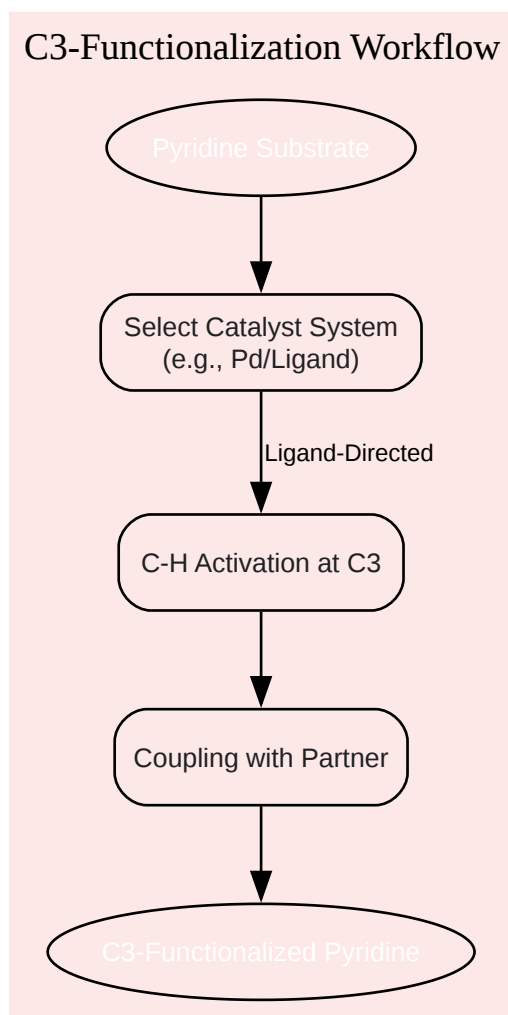 C3-Functionalization Workflow
Pyridine Substrate
Select Catalyst System
(e.g., Pd/Ligand)
Ligand-Directed
C-H Activation at C3
Coupling with Partner
C3-Functionalized Pyridine